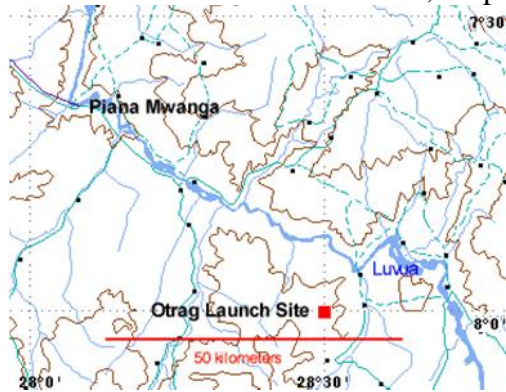 7°30'
Piana Mwanga
Luvua
Otrag Launch Site
8°0'
50 kilometers
28°0'
28°30'